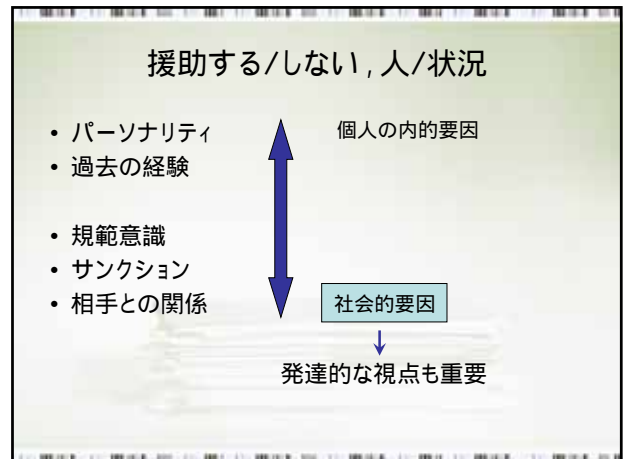 援助する/しない , 人/状況
• パーソナリティ
• 過去の経験
• 規範意識
• サンクション
• 相手との関係
個人の内的要因
社会的要因
発達的な視点も重要